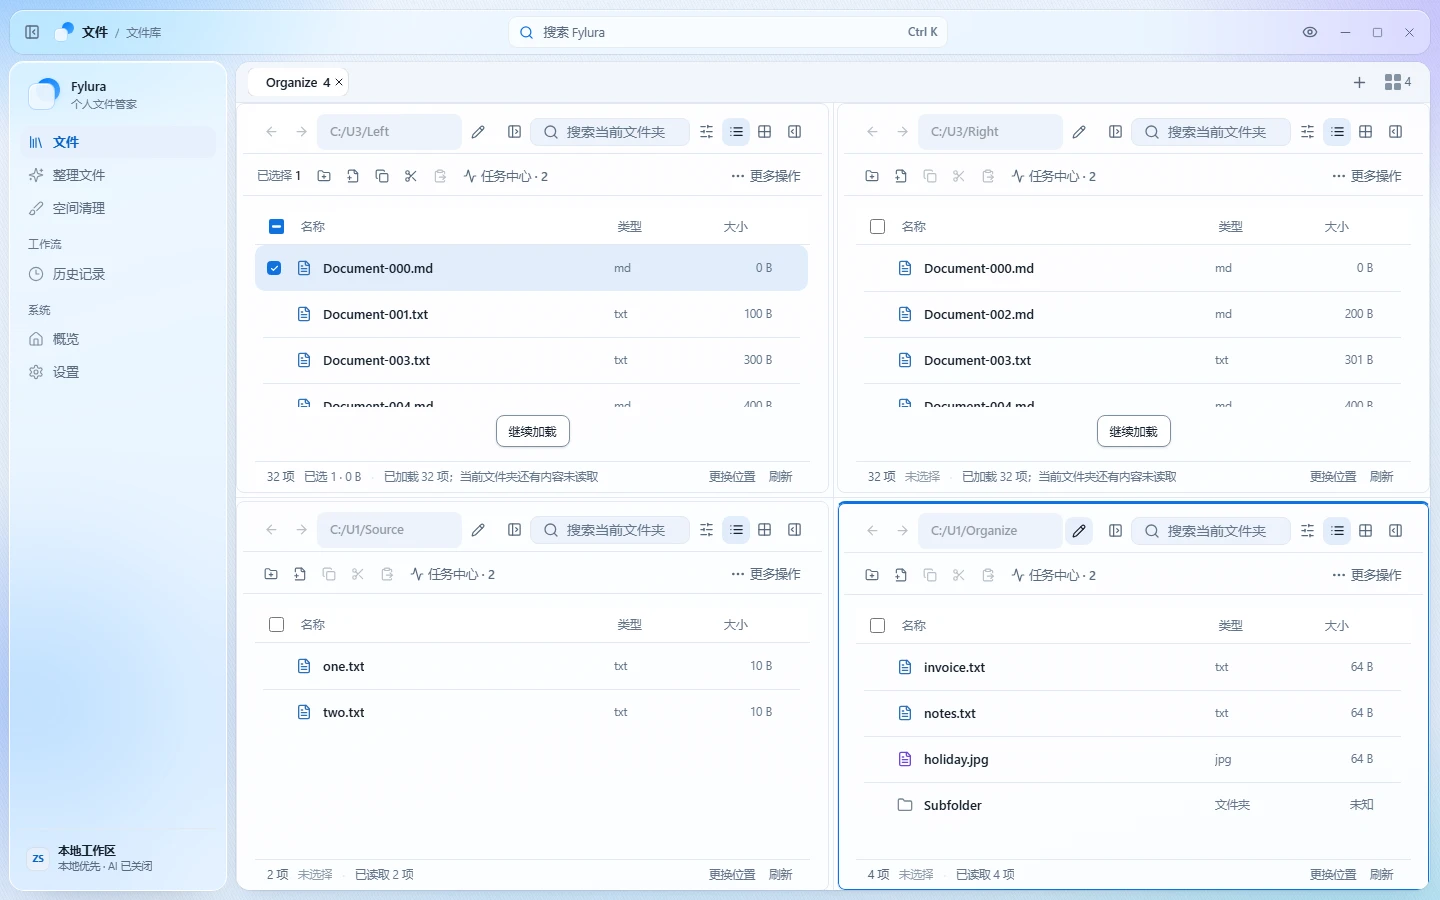 文件 / 文件库
搜索 Fylura Ctrl K
Fylura
个人文件管家
文件
整理文件
空间清理
工作流
历史记录
系统
概览
设置
ZS
本地工作区
本地优先 · AI 已关闭
Organize 4
4
C:/U3/Left
搜索当前文件夹
已选择 1
任务中心 · 2
更多操作
名称 类型 大小
Document-000.md md 0 B
Document-001.txt txt 100 B
Document-003.txt txt 300 B
Document-004.md md 400 B
继续加载
32 项 已选 1 · 0 B · 已加载 32 项；当前文件夹还有内容未读取 更换位置 刷新
C:/U3/Right
搜索当前文件夹
任务中心 · 2
更多操作
名称 类型 大小
Document-000.md md 0 B
Document-002.md md 200 B
Document-003.txt txt 301 B
Document-004.md md 400 B
继续加载
32 项 未选择 · 已加载 32 项；当前文件夹还有内容未读取 更换位置 刷新
C:/U1/Source
搜索当前文件夹
任务中心 · 2
更多操作
名称 类型 大小
one.txt txt 10 B
two.txt txt 10 B
2 项 未选择 · 已读取 2 项 更换位置 刷新
C:/U1/Organize
搜索当前文件夹
任务中心 · 2
更多操作
名称 类型 大小
invoice.txt txt 64 B
notes.txt txt 64 B
holiday.jpg jpg 64 B
Subfolder 文件夹 未知
4 项 未选择 · 已读取 4 项 更换位置 刷新